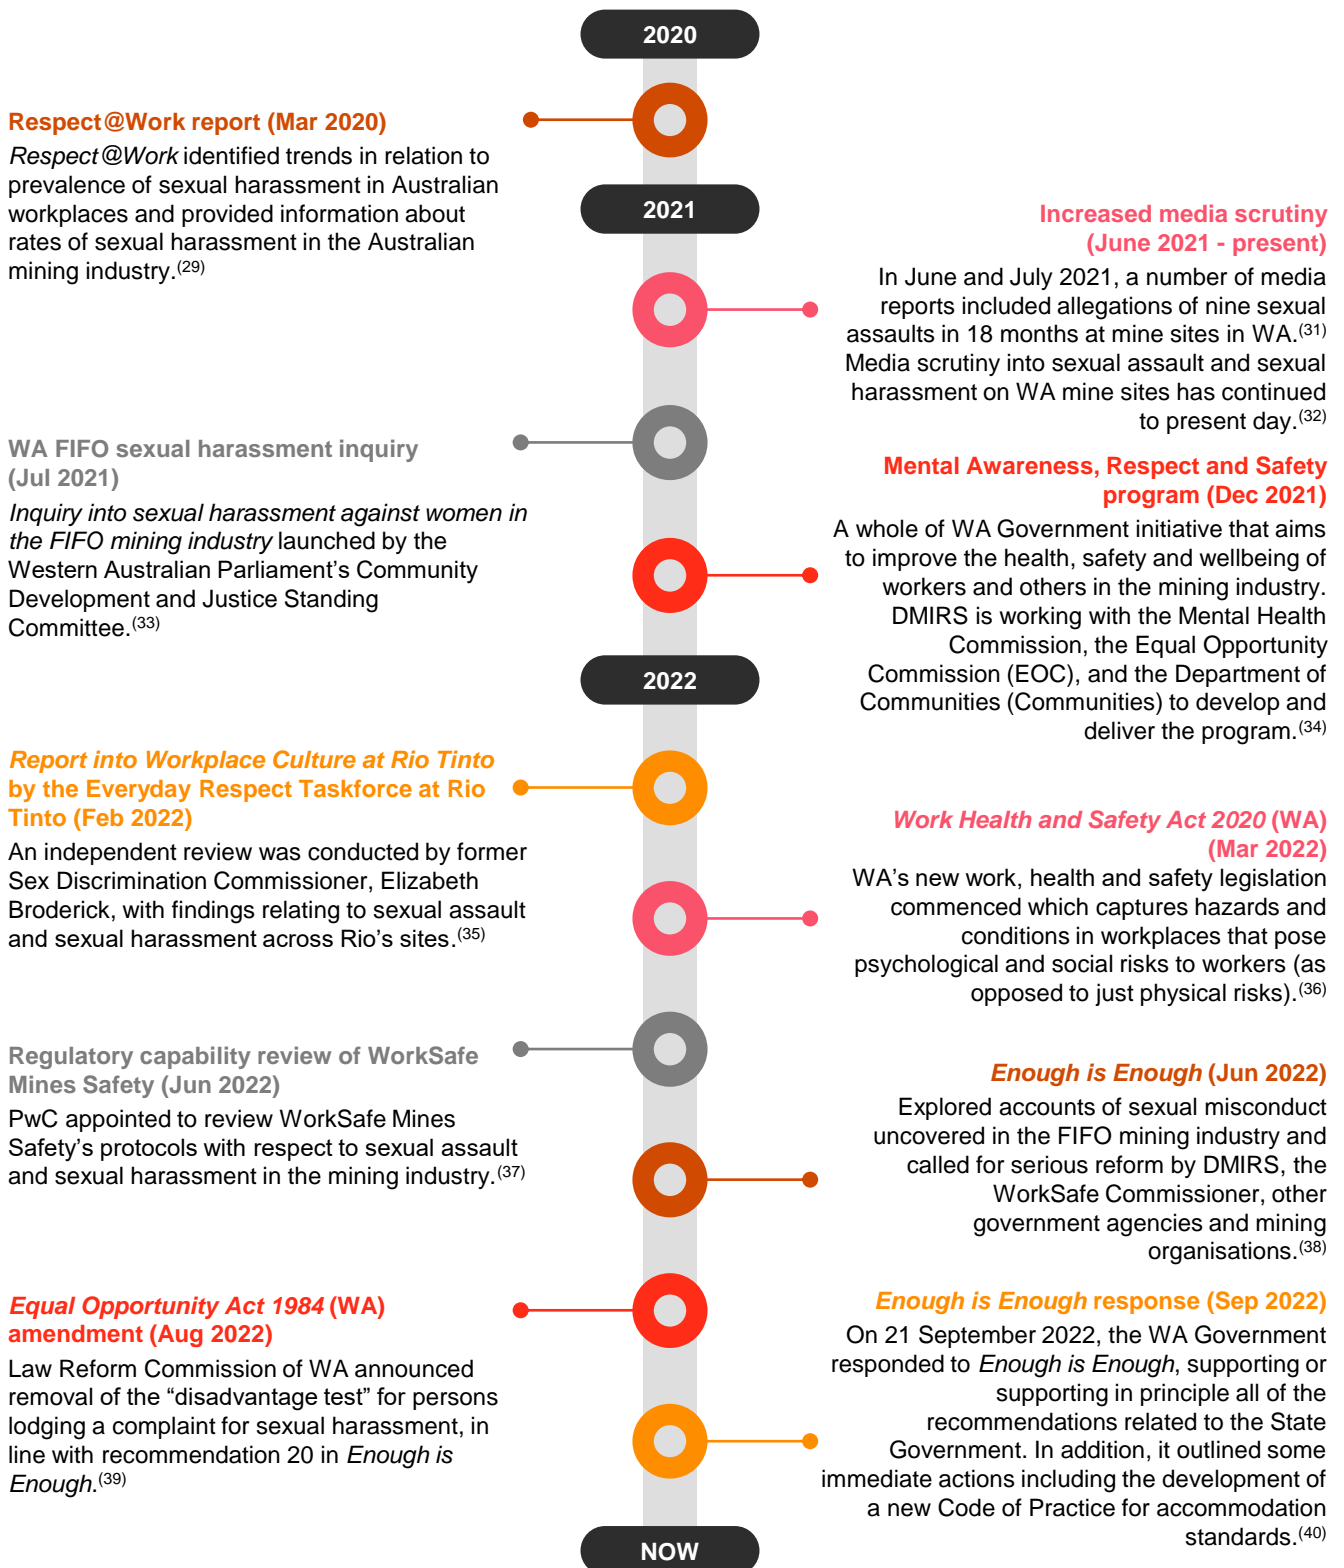 2020
Respect@Work report (Mar 2020)
Respect@Work identified trends in relation to
prevalence of sexual harassment in Australian
workplaces and provided information about
rates of sexual harassment in the Australian
mining industry.(29)
2021
Increased media scrutiny
(June 2021 - present)
In June and July 2021, a number of media
reports included allegations of nine sexual
assaults in 18 months at mine sites in WA.(31)
Media scrutiny into sexual assault and sexual
harassment on WA mine sites has continued
to present day.(32)
WA FIFO sexual harassment inquiry
(Jul 2021)
Inquiry into sexual harassment against women in
the FIFO mining industry launched by the
Western Australian Parliament’s Community
Development and Justice Standing
Committee.(33)
Mental Awareness, Respect and Safety
program (Dec 2021)
A whole of WA Government initiative that aims
to improve the health, safety and wellbeing of
workers and others in the mining industry.
DMIRS is working with the Mental Health
Commission, the Equal Opportunity
Commission (EOC), and the Department of
Communities (Communities) to develop and
deliver the program.(34)
2022
Report into Workplace Culture at Rio Tinto
by the Everyday Respect Taskforce at Rio
Tinto (Feb 2022)
An independent review was conducted by former
Sex Discrimination Commissioner, Elizabeth
Broderick, with findings relating to sexual assault
and sexual harassment across Rio’s sites.(35)
Work Health and Safety Act 2020 (WA)
(Mar 2022)
WA’s new work, health and safety legislation
commenced which captures hazards and
conditions in workplaces that pose
psychological and social risks to workers (as
opposed to just physical risks).(36)
Regulatory capability review of WorkSafe
Mines Safety (Jun 2022)
PwC appointed to review WorkSafe Mines
Safety’s protocols with respect to sexual assault
and sexual harassment in the mining industry.(37)
Enough is Enough (Jun 2022)
Explored accounts of sexual misconduct
uncovered in the FIFO mining industry and
called for serious reform by DMIRS, the
WorkSafe Commissioner, other
government agencies and mining
organisations.(38)
Equal Opportunity Act 1984 (WA)
amendment (Aug 2022)
Law Reform Commission of WA announced
removal of the “disadvantage test” for persons
lodging a complaint for sexual harassment, in
line with recommendation 20 in Enough is
Enough.(39)
Enough is Enough response (Sep 2022)
On 21 September 2022, the WA Government
responded to Enough is Enough, supporting or
supporting in principle all of the
recommendations related to the State
Government. In addition, it outlined some
immediate actions including the development of
a new Code of Practice for accommodation
standards.(40)
NOW